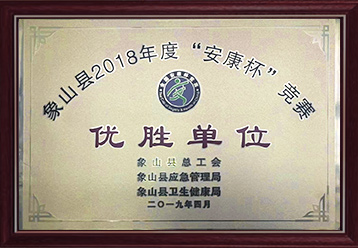 象山县2018年度“安康杯”竞赛
优胜单位
象山县总工会
象山县应急管理局
象山县卫生健康局
二〇一九年四月